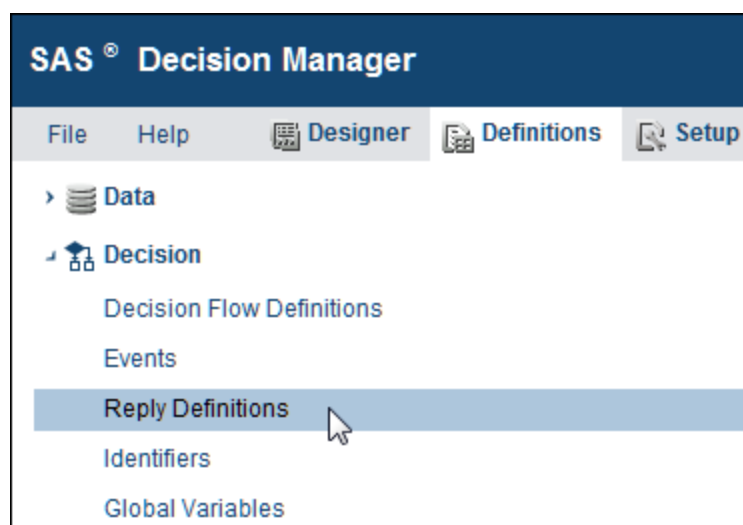 SAS ® Decision Manager
File Help Designer Definitions Setup
Data
Decision
Decision Flow Definitions
Events
Reply Definitions
Identifiers
Global Variables